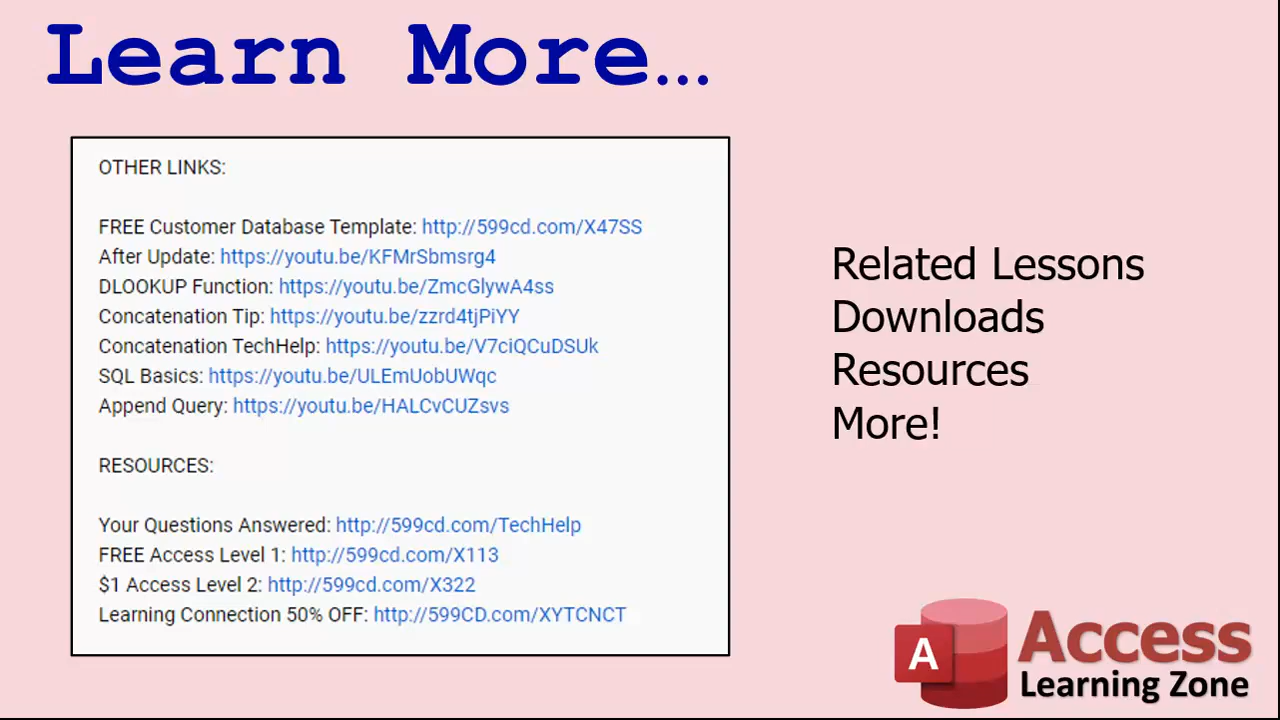 Learn More...
OTHER LINKS:
FREE Customer Database Template: http://599cd.com/X47SS
After Update: https://youtu.be/KFMrSbmsrg4
DLOOKUP Function: https://youtu.be/ZmcGlywA4ss
Concatenation Tip: https://youtu.be/zzrd4tjPiYY
Concatenation TechHelp: https://youtu.be/V7ciQCuDSUk
SQL Basics: https://youtu.be/ULEmUobUWqc
Append Query: https://youtu.be/HALCvCUZsvs
RESOURCES:
Your Questions Answered: http://599cd.com/TechHelp
FREE Access Level 1: http://599cd.com/X113
$1 Access Level 2: http://599cd.com/X322
Learning Connection 50% OFF: http://599CD.com/XYTCNCT
Related Lessons
Downloads
Resources
More!
A
Access
Learning Zone